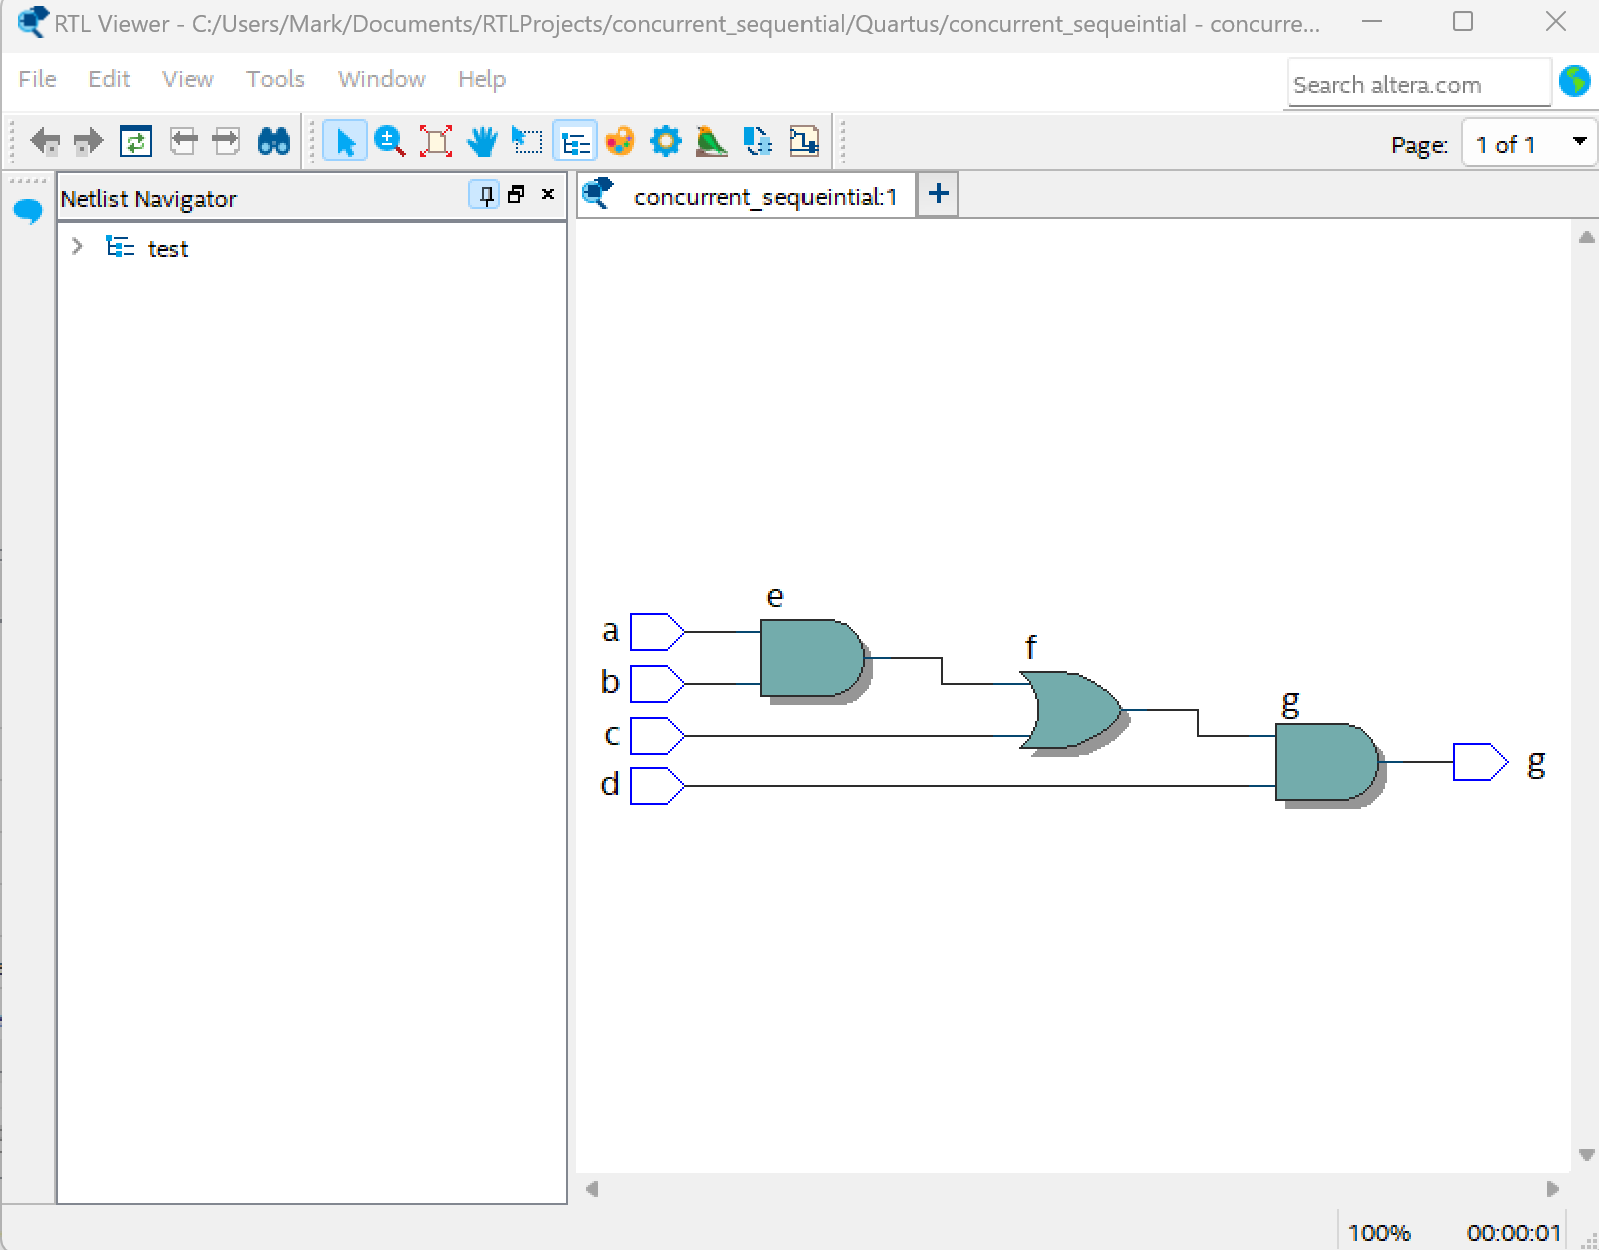 RTL Viewer - C:/Users/Mark/Documents/RTLProjects/concurrent_sequential/Quartus/concurrent_sequeintial - concurre...
File Edit View Tools Window Help
Search altera.com
Page: 1 of 1
Netlist Navigator
concurrent_sequeintial:1
test
e
a
f
b
g
c
g
d
100% 00:00:01